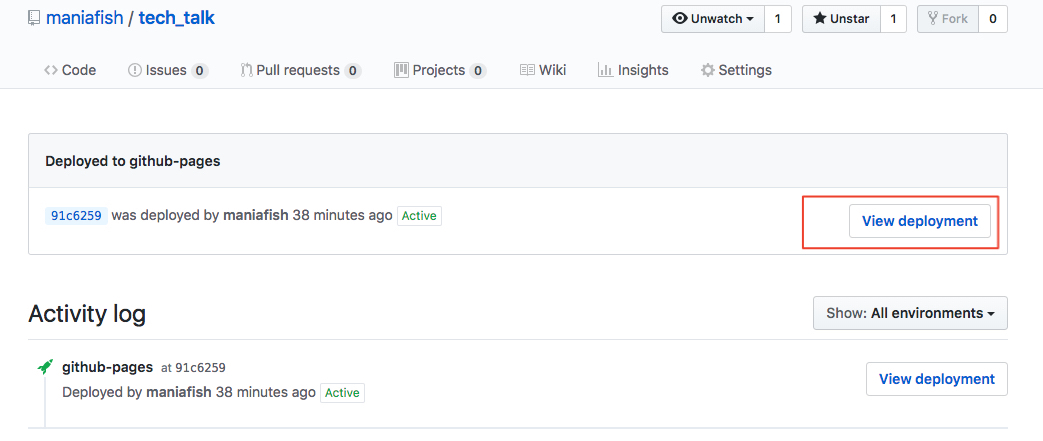 maniafish / tech_talk
Unwatch 1 Unstar 1 Fork 0
Code Issues 0 Pull requests 0 Projects 0 Wiki Insights Settings
Deployed to github-pages
91c6259 was deployed by maniafish 38 minutes ago Active
View deployment
Activity log
Show: All environments
github-pages at 91c6259
Deployed by maniafish 38 minutes ago Active
View deployment